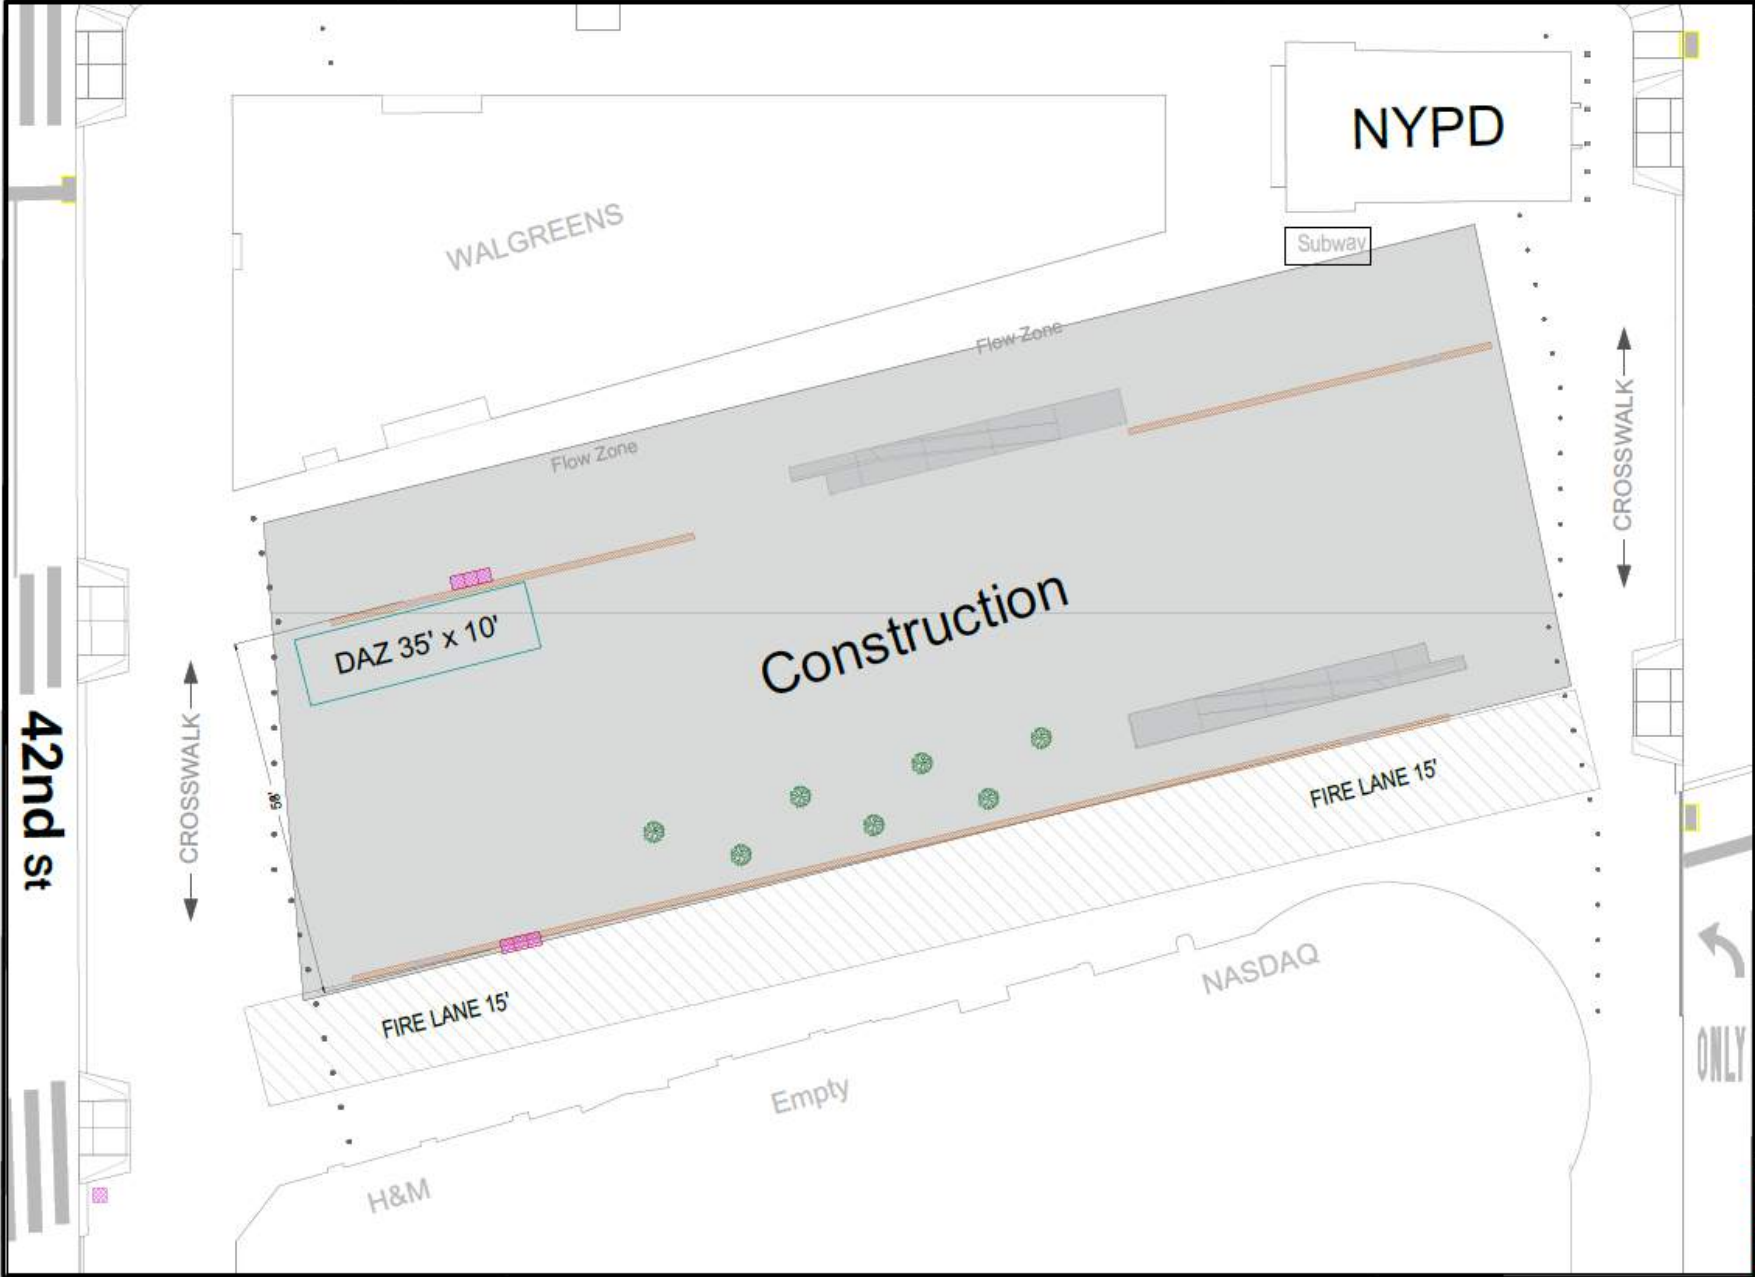 NYPD
WALGREENS
Subway
Flow Zone
Flow Zone
CROSSWALK
DAZ 35' x 10'
Construction
42nd St
CROSSWALK
FIRE LANE 15'
NASDAQ
FIRE LANE 15'
Empty
ONLY
H&M